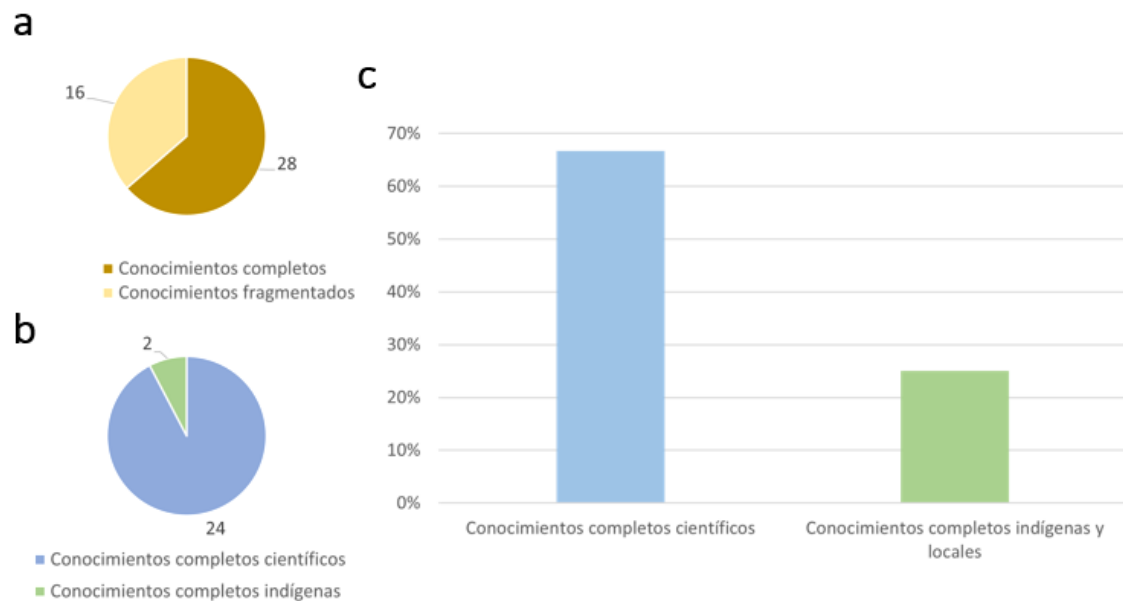 a
16
28
Conocimientos completos
Conocimientos fragmentados
b
2
24
Conocimientos completos científicos
Conocimientos completos indígenas
c
70%
60%
50%
40%
30%
20%
10%
0%
Conocimientos completos científicos
Conocimientos completos indígenas y
locales